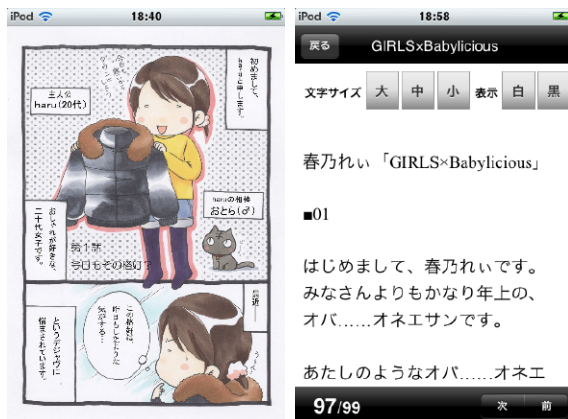 iPod 18:40
初めまして、
haruと申します。
主人公
haru(20代)
haruの相棒
おとら(♂)
おしゃれが好きな、
二十代女子です。
第1話
今日もその格好?
最近——
この格好は、
昨日もしたような
気がする…
というデジャヴに
悩まされています。
iPod 18:58
戻る GIRLS×Babylicious
文字サイズ 大 中 小 表示 白 黒
春乃れぃ「GIRLS×Babylicious」
■01
はじめまして、春乃れぃです。
みなさんよりもかなり年上の、
オバ……オネエサンです。
あたしのようなオバ……オネエ
97/99 次 前